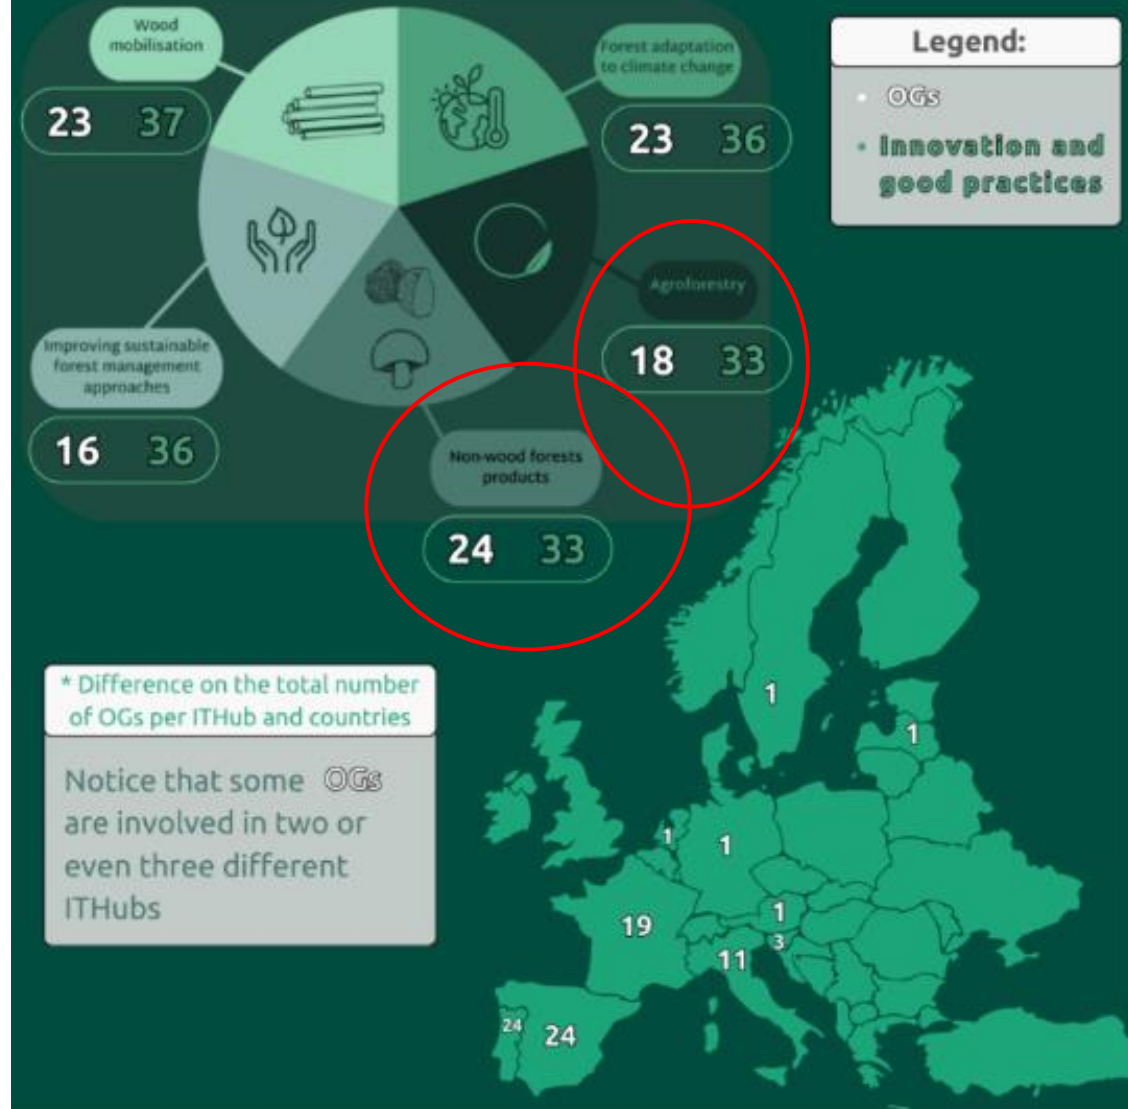 Wood
mobilisation
23 37
Forest adaptation
to climate change
23 36
Agroforestry
18 33
Non-wood forests
products
24 33
Improving sustainable
forest management
approaches
16 36
Legend:
OGs
Innovation and
good practices
* Difference on the total number
of OGs per ITHub and countries
Notice that some OGs
are involved in two or
even three different
ITHubs
1
1
1
1
1
19
3
11
24
24